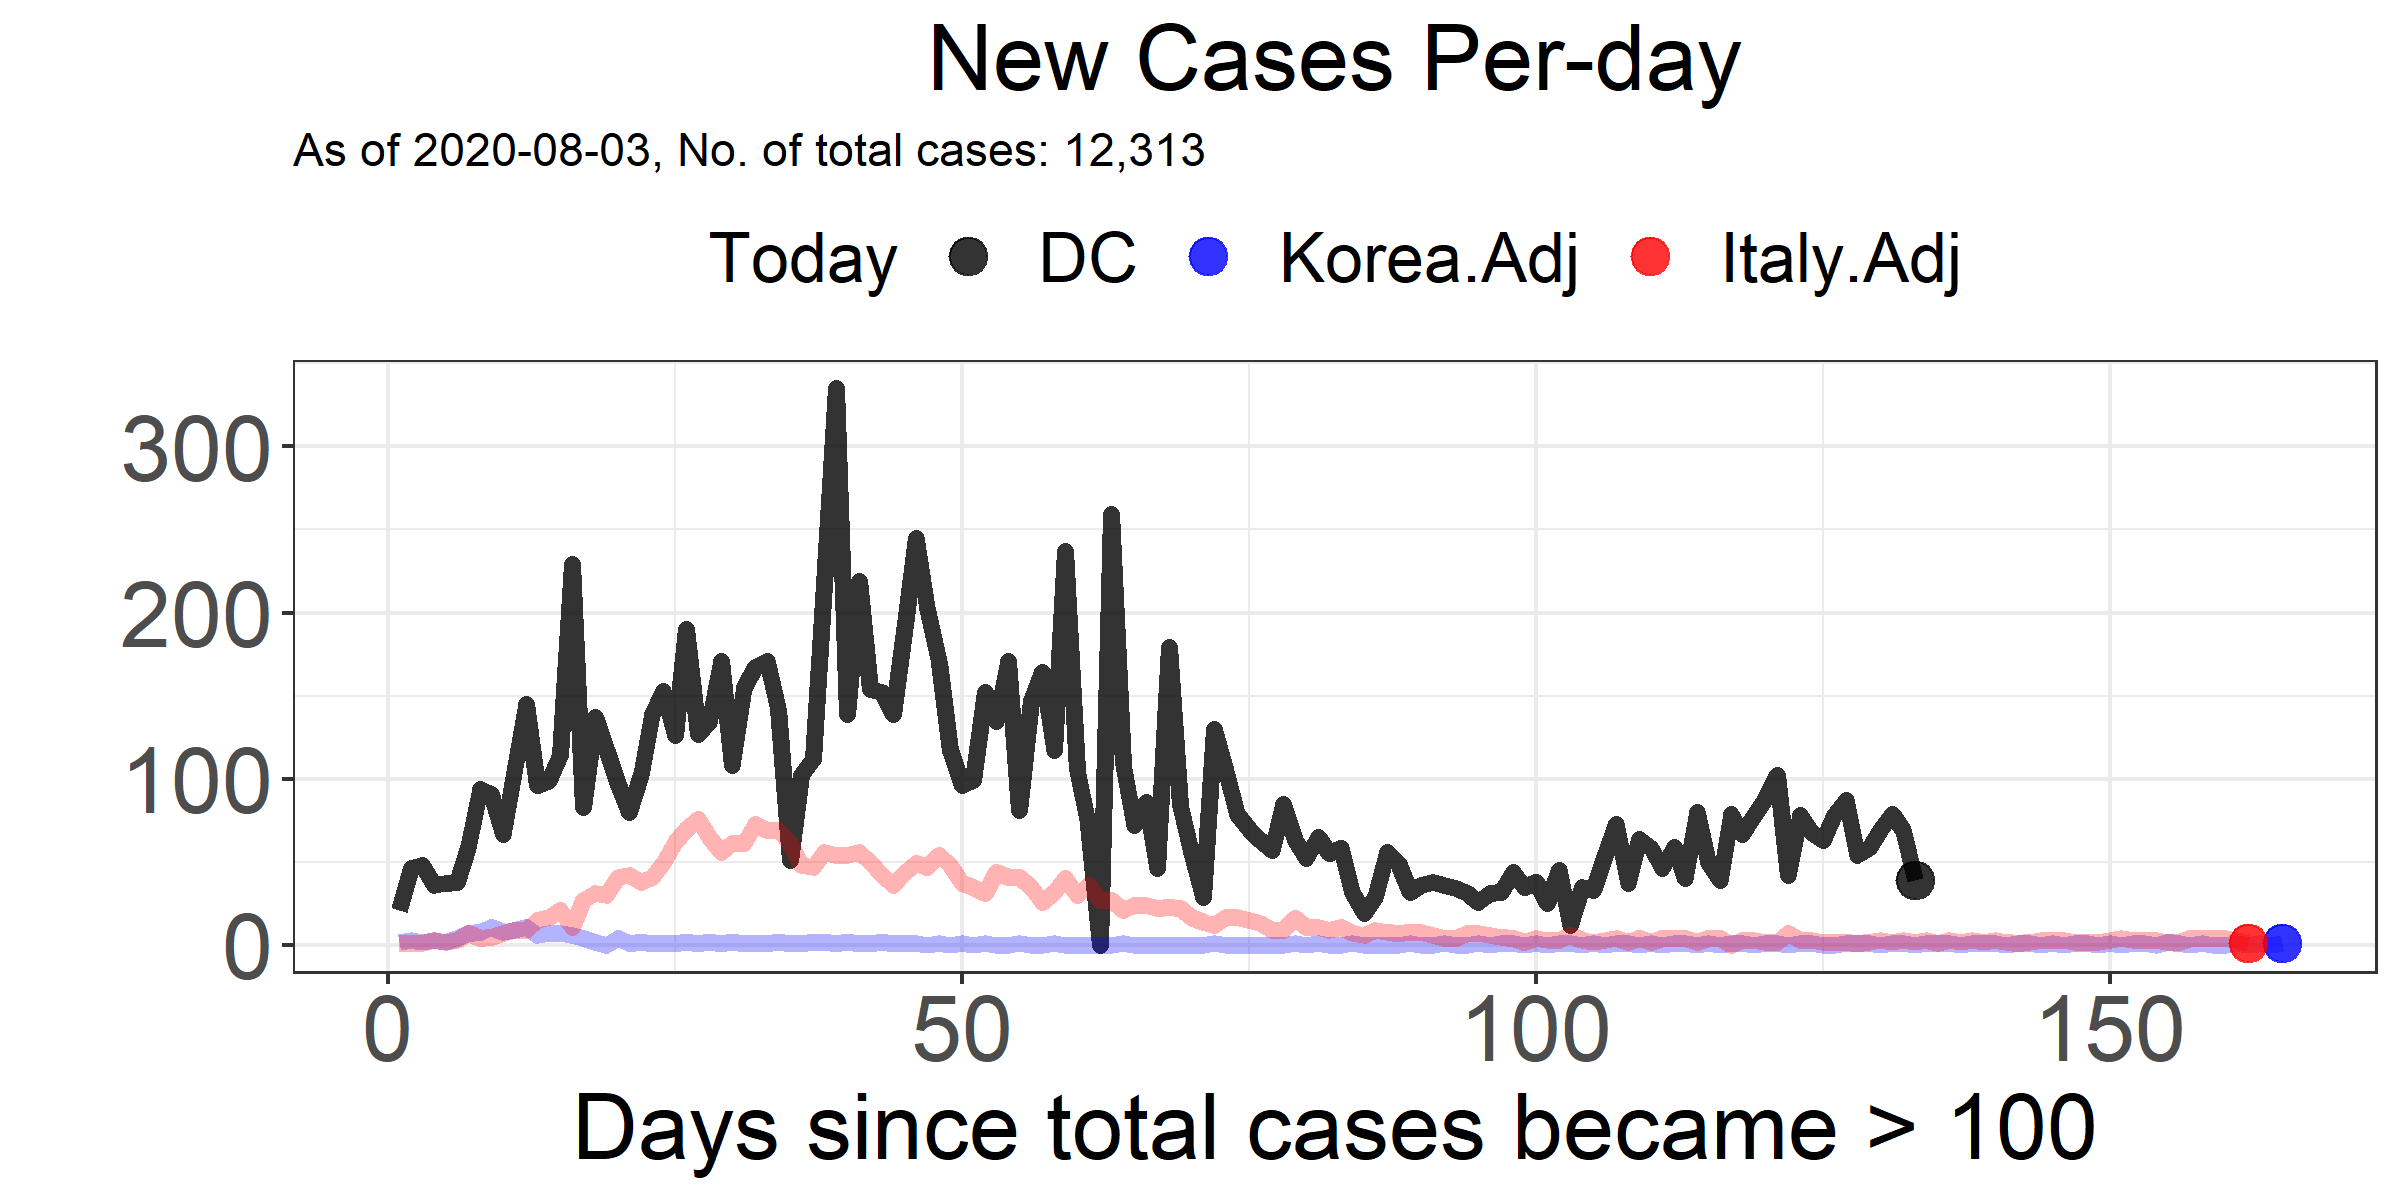 New Cases Per-day
As of 2020-08-03, No. of total cases: 12,313
Today DC Korea.Adj Italy.Adj
300
200
100
0
0 50 100 150
Days since total cases became > 100